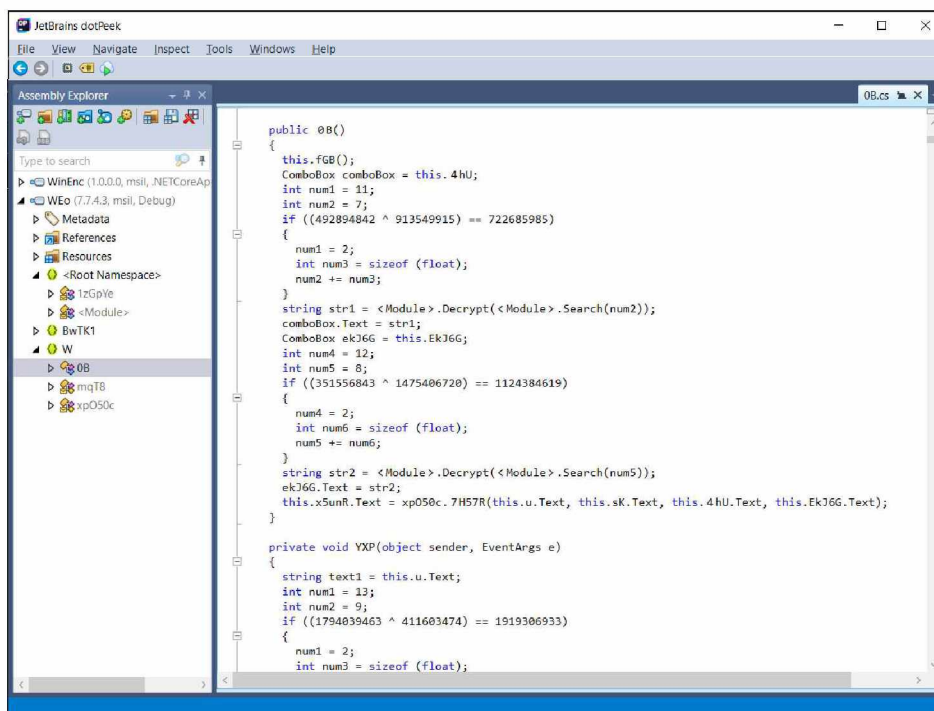 JetBrains dotPeek
File View Navigate Inspect Tools Windows Help
Assembly Explorer
0B.cs
Type to search
WinEnc (1.0.0.0, msil, .NETCoreAp
WEo (7.7.4.3, msil, Debug)
Metadata
References
Resources
<Root Namespace>
1zGpYe
<Module>
BwTK1
W
0B
mqT8
xpO50c
public 0B()
{
this.fGB();
ComboBox comboBox = this.4hU;
int num1 = 11;
int num2 = 7;
if ((492894842 ^ 913549915) == 722685985)
{
num1 = 2;
int num3 = sizeof (float);
num2 += num3;
}
string str1 = <Module>.Decrypt(<Module>.Search(num2));
comboBox.Text = str1;
ComboBox ekJ6G = this.EkJ6G;
int num4 = 12;
int num5 = 8;
if ((351556843 ^ 1475406720) == 1124384619)
{
num4 = 2;
int num6 = sizeof (float);
num5 += num6;
}
string str2 = <Module>.Decrypt(<Module>.Search(num5));
ekJ6G.Text = str2;
this.x5unR.Text = xpO50c.7H57R(this.u.Text, this.sK.Text, this.4hU.Text, this.EkJ6G.Text);
}
private void YXP(object sender, EventArgs e)
{
string text1 = this.u.Text;
int num1 = 13;
int num2 = 9;
if ((1794039463 ^ 411603474) == 1919306933)
{
num1 = 2;
int num3 = sizeof (float);